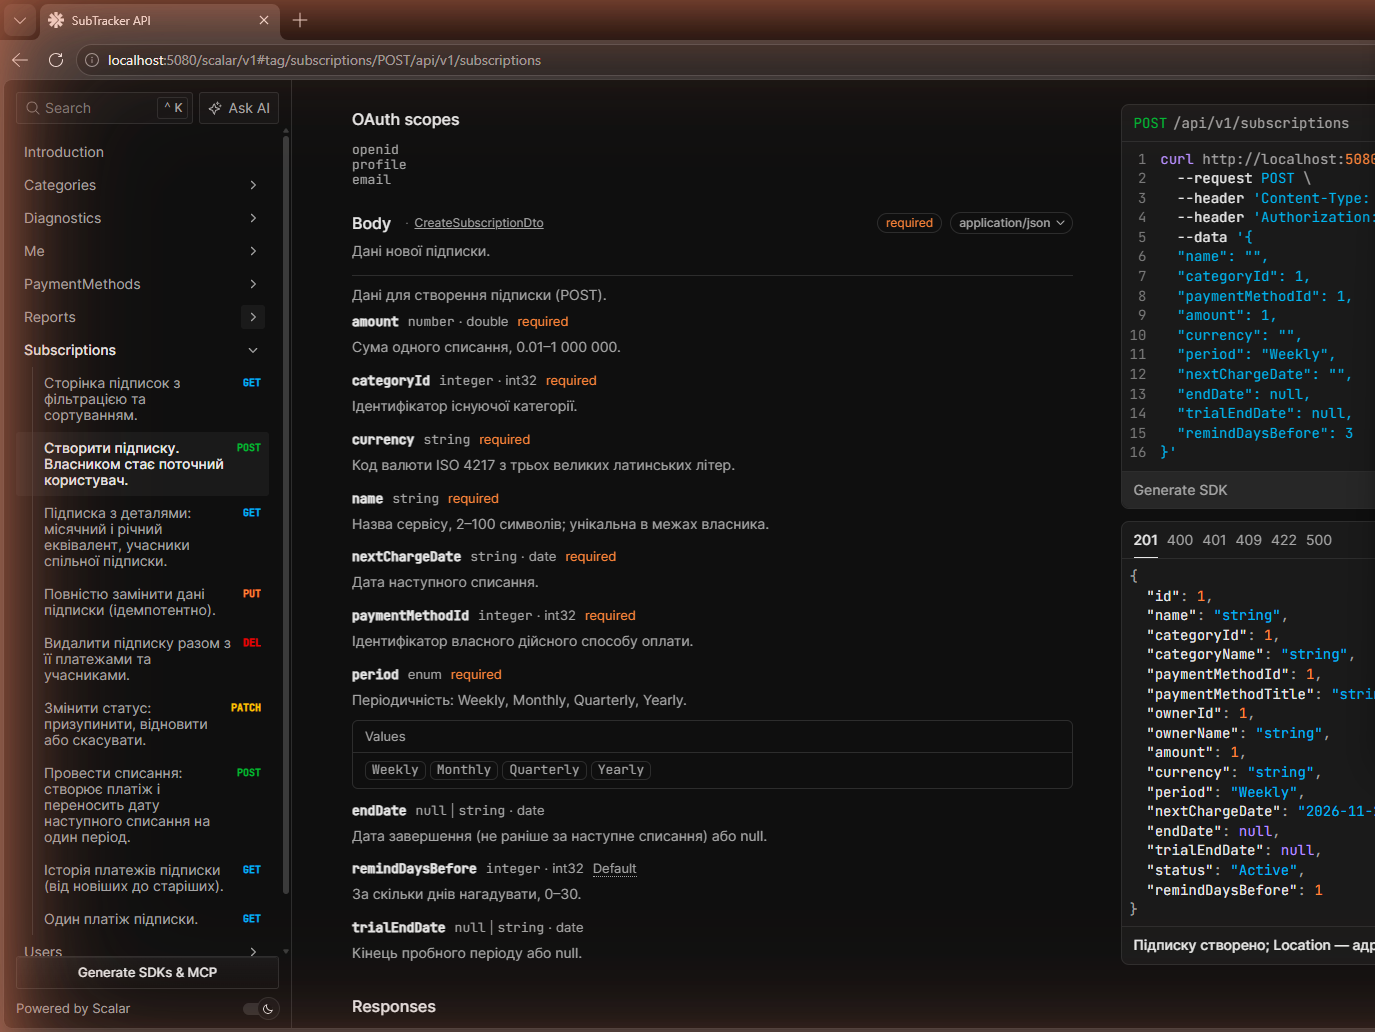 SubTracker API
localhost:5080/scalar/v1#tag/subscriptions/POST/api/v1/subscriptions
Search
^ K
Ask AI
Introduction
Categories
Diagnostics
Me
PaymentMethods
Reports
Subscriptions
Сторінка підписок з GET
фільтрацією та
сортуванням.
Створити підписку. POST
Власником стає поточний
користувач.
Підписка з деталями: GET
місячний і річний
еквівалент, учасники
спільної підписки.
Повністю замінити дані PUT
підписки (ідемпотентно).
Видалити підписку разом з DEL
її платежами та
учасниками.
Змінити статус: PATCH
призупинити, відновити
або скасувати.
Провести списання: POST
створює платіж і
переносить дату
наступного списання на
один період.
Історія платежів підписки GET
(від новіших до старіших).
Один платіж підписки. GET
Users
Generate SDKs & MCP
Powered by Scalar
OAuth scopes
openid
profile
email
Body · CreateSubscriptionDto required application/json
Дані нової підписки.
Дані для створення підписки (POST).
amount number · double required
Сума одного списання, 0.01–1 000 000.
categoryId integer · int32 required
Ідентифікатор існуючої категорії.
currency string required
Код валюти ISO 4217 з трьох великих латинських літер.
name string required
Назва сервісу, 2–100 символів; унікальна в межах власника.
nextChargeDate string · date required
Дата наступного списання.
paymentMethodId integer · int32 required
Ідентифікатор власного дійсного способу оплати.
period enum required
Періодичність: Weekly, Monthly, Quarterly, Yearly.
Values
Weekly Monthly Quarterly Yearly
endDate null | string · date
Дата завершення (не раніше за наступне списання) або null.
remindDaysBefore integer · int32 Default
За скільки днів нагадувати, 0–30.
trialEndDate null | string · date
Кінець пробного періоду або null.
Responses
POST /api/v1/subscriptions
1 curl http://localhost:5080
2 --request POST \
3 --header 'Content-Type:
4 --header 'Authorization:
5 --data '{
6 "name": "",
7 "categoryId": 1,
8 "paymentMethodId": 1,
9 "amount": 1,
10 "currency": "",
11 "period": "Weekly",
12 "nextChargeDate": "",
13 "endDate": null,
14 "trialEndDate": null,
15 "remindDaysBefore": 3
16 }'
Generate SDK
201 400 401 409 422 500
{
"id": 1,
"name": "string",
"categoryId": 1,
"categoryName": "string",
"paymentMethodId": 1,
"paymentMethodTitle": "stri
"ownerId": 1,
"ownerName": "string",
"amount": 1,
"currency": "string",
"period": "Weekly",
"nextChargeDate": "2026-11-
"endDate": null,
"trialEndDate": null,
"status": "Active",
"remindDaysBefore": 1
}
Підписку створено; Location — адр